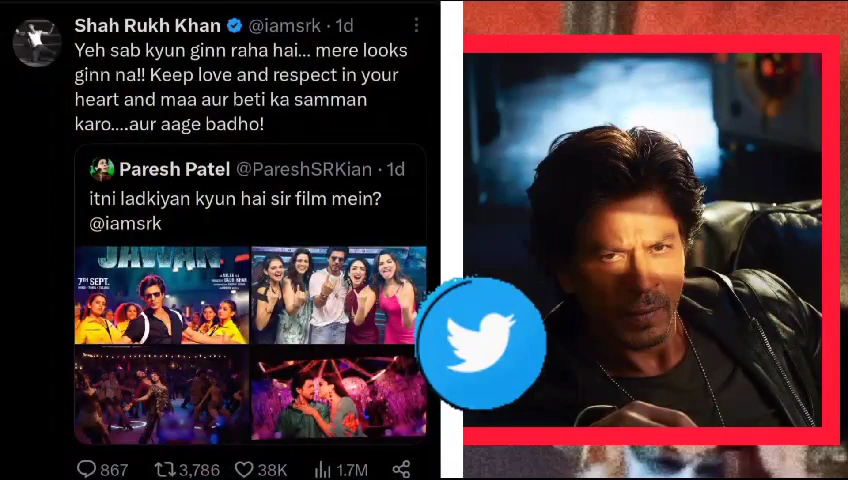 Shah Rukh Khan @iamsrk · 1d
Yeh sab kyun ginn raha hai... mere looks
ginn na!! Keep love and respect in your
heart and maa aur beti ka samman
karo....aur aage badho!
Paresh Patel @PareshSRKian · 1d
itni ladkiyan kyun hai sir film mein?
@iamsrk
JAWAN
7TH SEPT.
867 3,786 38K 1.7M